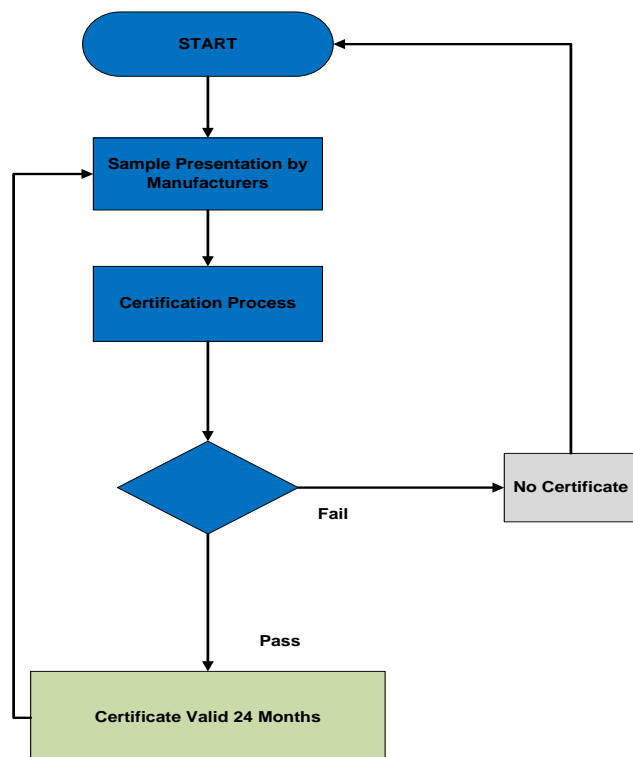 START
Sample Presentation by
Manufacturers
Certification Process
No Certificate
Fail
Pass
Certificate Valid 24 Months